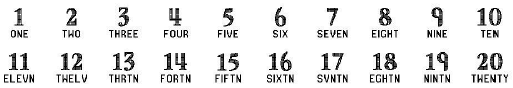 1 2 3 4 5 6 7 8 9 10
ONE TWO THREE FOUR FIVE SIX SEVEN EIGHT NINE TEN
11 12 13 14 15 16 17 18 19 20
ELEVN TWELV THRTN FORTN FIFTN SIXTN SVNTN EGHTN NINTN TWENTY